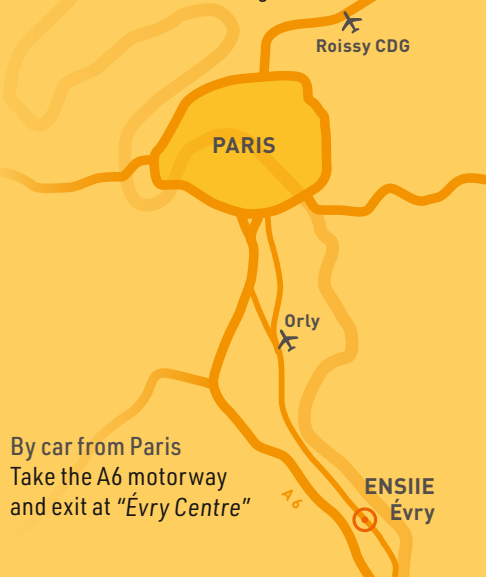 Roissy CDG
PARIS
Orly
By car from Paris
Take the A6 motorway
and exit at “Évry Centre”
A6
ENSIIE
Évry